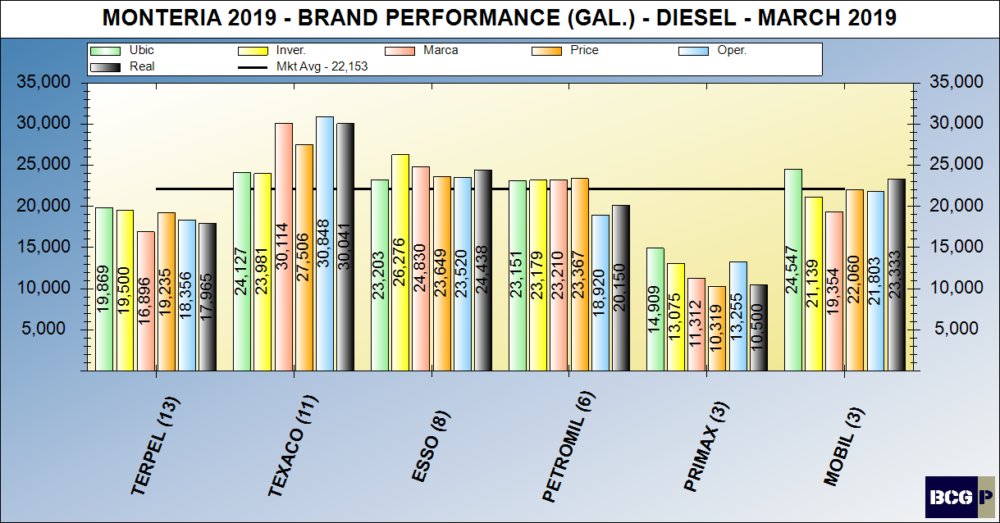 MONTERIA 2019 - BRAND PERFORMANCE (GAL.) - DIESEL - MARCH 2019
Ubic Inver. Marca Price Oper.
Real Mkt Avg - 22,153
35,000 35,000
30,000 30,000
25,000 25,000
20,000 20,000
15,000 15,000
10,000 10,000
5,000 5,000
19,869 19,500 16,896 19,235 18,356 17,965
24,127 23,981 30,114 27,506 30,848 30,041
23,203 26,276 24,830 23,649 23,520 24,438
23,151 23,179 23,210 23,367 18,920 20,150
14,909 13,075 11,312 10,319 13,255 10,500
24,547 21,139 19,354 22,060 21,803 23,333
TERPEL (13)
TEXACO (11)
ESSO (8)
PETROMIL (6)
PRIMAX (3)
MOBIL (3)
BCG P